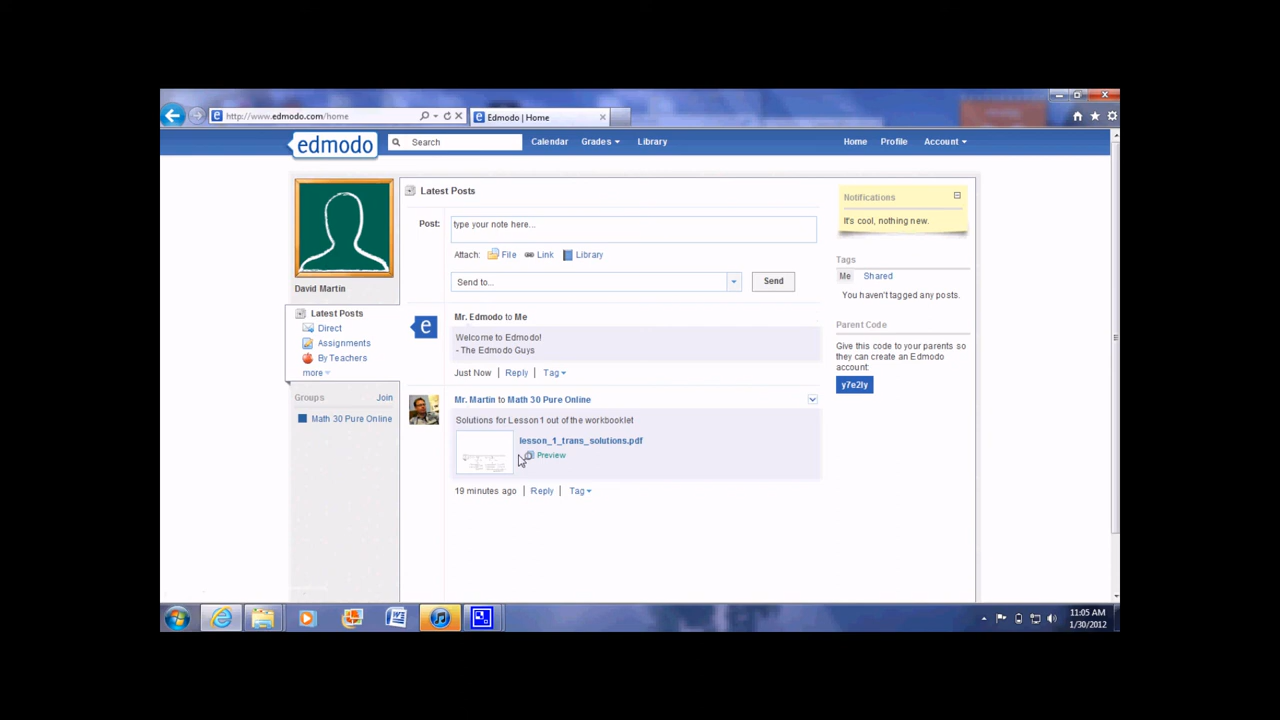 http://www.edmodo.com/home
Edmodo | Home
edmodo
Search
Calendar
Grades
Library
Home
Profile
Account
David Martin
Latest Posts
Direct
Assignments
By Teachers
more
Groups
Join
Math 30 Pure Online
Latest Posts
Post:
type your note here...
Attach:
File
Link
Library
Send to...
Send
e
Mr. Edmodo to Me
Welcome to Edmodo!
- The Edmodo Guys
Just Now | Reply | Tag
Mr. Martin to Math 30 Pure Online
Solutions for Lesson1 out of the workbooklet
lesson_1_trans_solutions.pdf
Preview
19 minutes ago | Reply | Tag
Notifications
It's cool, nothing new.
Tags
Me
Shared
You haven't tagged any posts.
Parent Code
Give this code to your parents so
they can create an Edmodo
account:
11:05 AM
1/30/2012